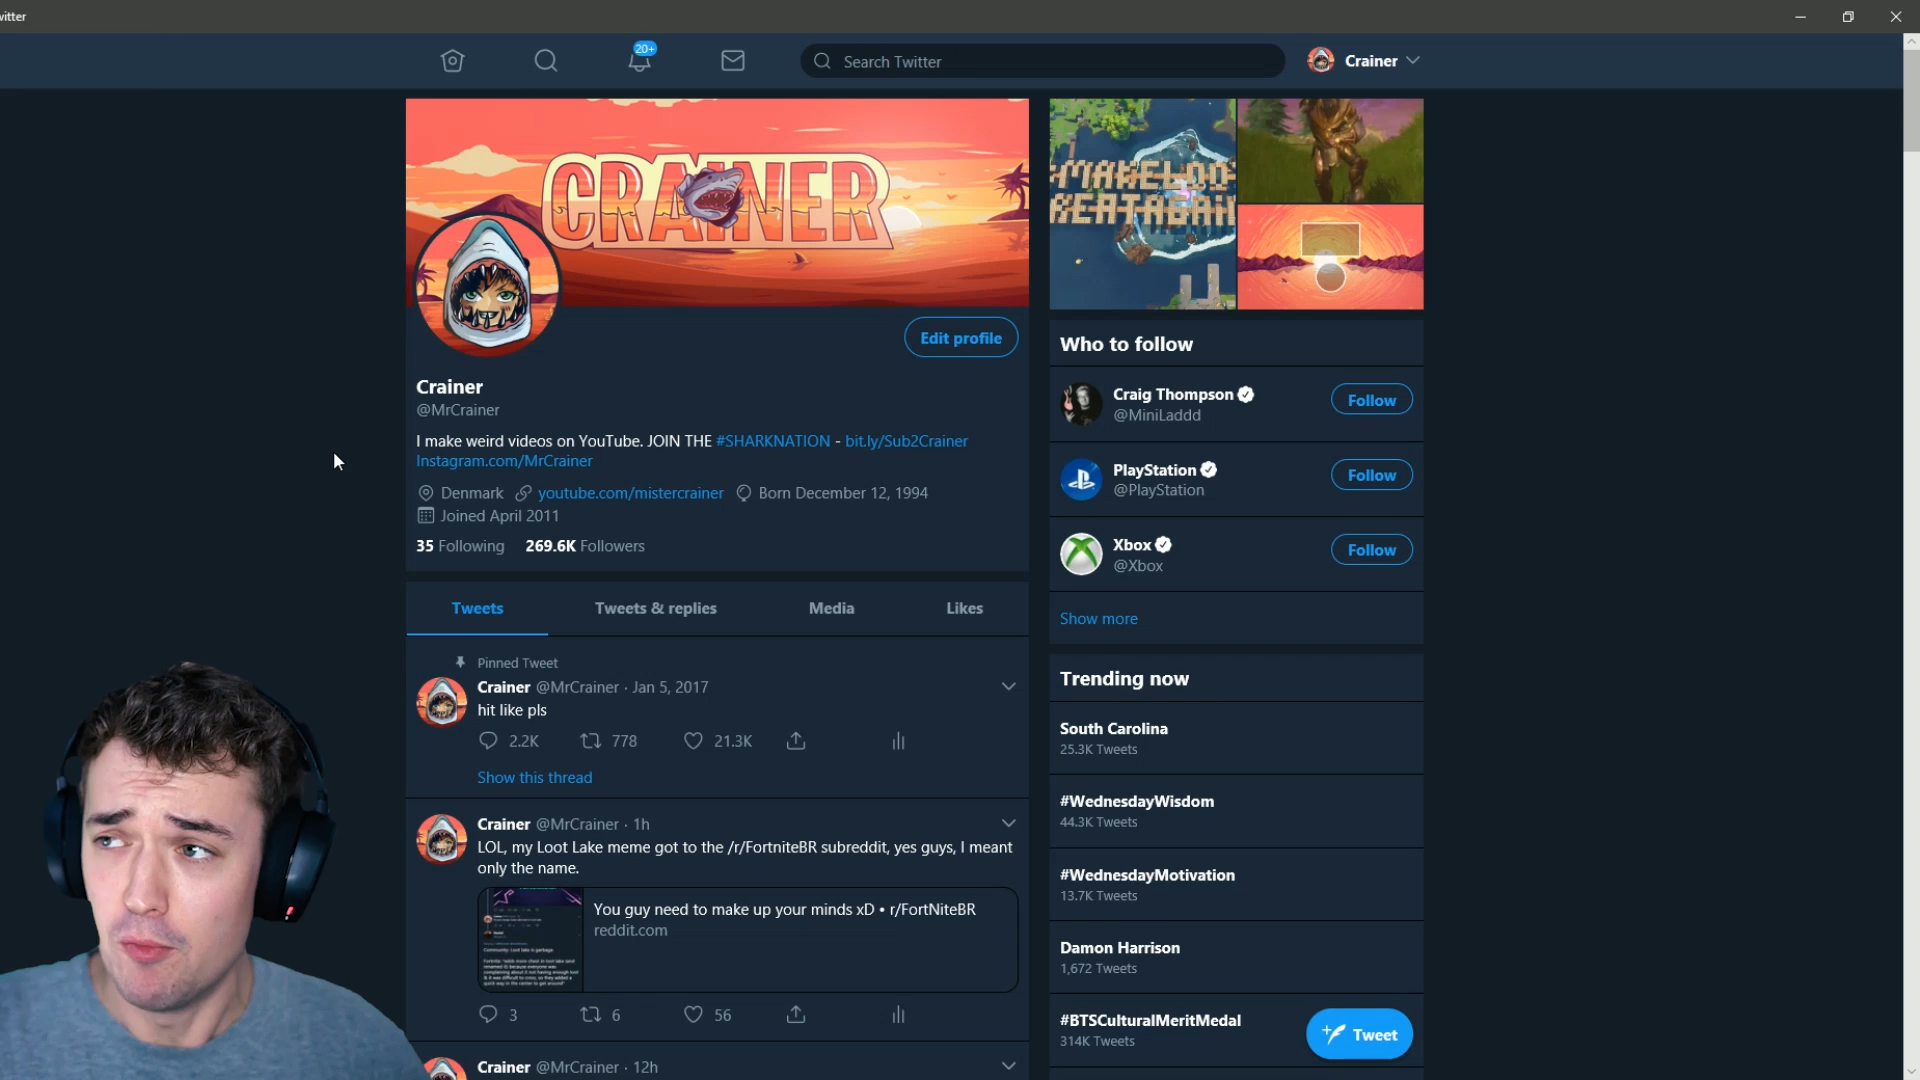 witter
20+
Search Twitter
Crainer
CRAINER
MAKELOO
KEATAGAIN
Edit profile
Crainer
@MrCrainer
I make weird videos on YouTube. JOIN THE #SHARKNATION - bit.ly/Sub2Crainer
Instagram.com/MrCrainer
Denmark youtube.com/mistercrainer Born December 12, 1994
Joined April 2011
35 Following 269.6K Followers
Tweets Tweets & replies Media Likes
Pinned Tweet
Crainer @MrCrainer · Jan 5, 2017
hit like pls
2.2K 778 21.3K
Show this thread
Crainer @MrCrainer · 1h
LOL, my Loot Lake meme got to the /r/FortniteBR subreddit, yes guys, I meant
only the name.
You guy need to make up your minds xD • r/FortNiteBR
reddit.com
Community: Loot lake is garbage.
3 6 56
Crainer @MrCrainer · 12h
Who to follow
Craig Thompson
@MiniLaddd
Follow
PlayStation
@PlayStation
Follow
Xbox
@Xbox
Follow
Show more
Trending now
South Carolina
25.3K Tweets
#WednesdayWisdom
44.3K Tweets
#WednesdayMotivation
13.7K Tweets
Damon Harrison
1,672 Tweets
#BTSCulturalMeritMedal
314K Tweets
Tweet